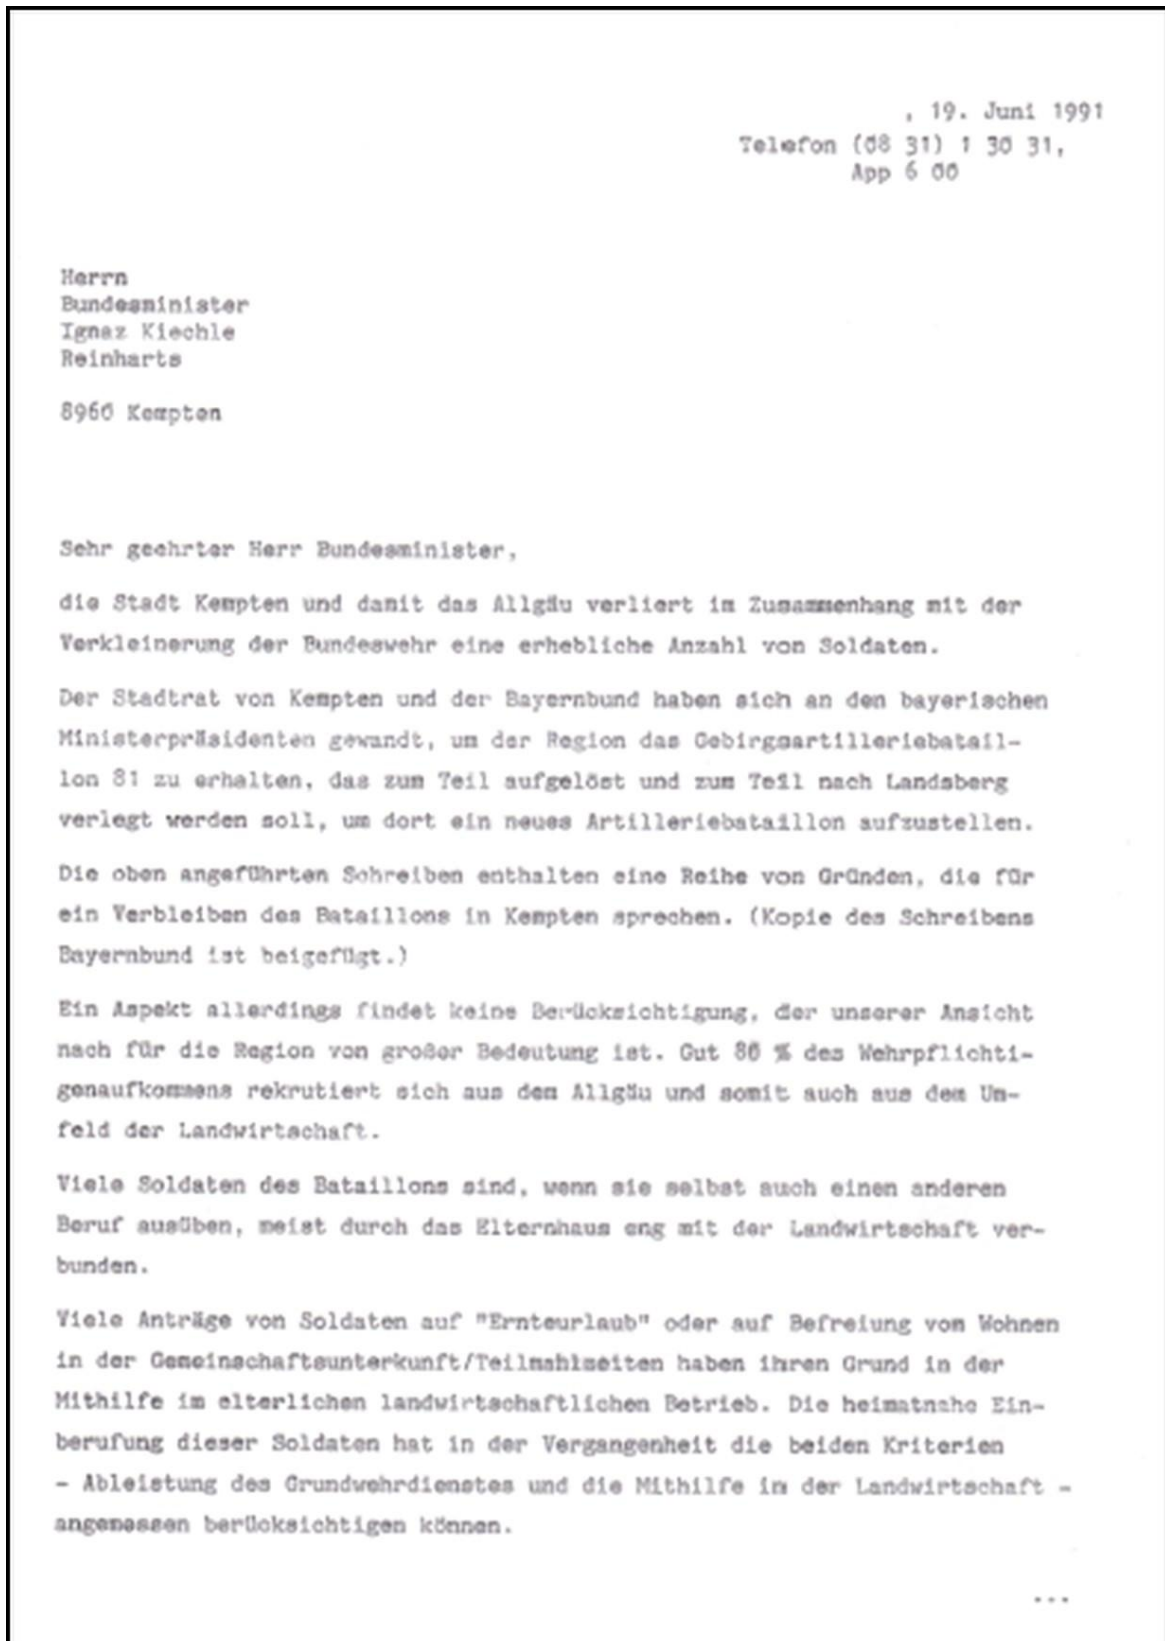 , 19. Juni 1991
Telefon (08 31) 1 30 31,
App 6 00
Herrn
Bundesminister
Ignaz Kiechle
Reinharts
8960 Kempten
Sehr geehrter Herr Bundesminister,
die Stadt Kempten und damit das Allgäu verliert im Zusammenhang mit der
Verkleinerung der Bundeswehr eine erhebliche Anzahl von Soldaten.
Der Stadtrat von Kempten und der Bayernbund haben sich an den bayerischen
Ministerpräsidenten gewandt, um der Region das Gebirgsartilleriebatail-
lon 81 zu erhalten, das zum Teil aufgelöst und zum Teil nach Landsberg
verlegt werden soll, um dort ein neues Artilleriebataillon aufzustellen.
Die oben angeführten Schreiben enthalten eine Reihe von Gründen, die für
ein Verbleiben des Bataillons in Kempten sprechen. (Kopie des Schreibens
Bayernbund ist beigefügt.)
Ein Aspekt allerdings findet keine Berücksichtigung, der unserer Ansicht
nach für die Region von großer Bedeutung ist. Gut 80 % des Wehrpflichti-
genaufkommens rekrutiert sich aus dem Allgäu und somit auch aus dem Um-
feld der Landwirtschaft.
Viele Soldaten des Bataillons sind, wenn sie selbst auch einen anderen
Beruf ausüben, meist durch das Elternhaus eng mit der Landwirtschaft ver-
bunden.
Viele Anträge von Soldaten auf "Ernteurlaub" oder auf Befreiung vom Wohnen
in der Gemeinschaftsunterkunft/Teilmahlzeiten haben ihren Grund in der
Mithilfe im elterlichen landwirtschaftlichen Betrieb. Die heimatnahe Ein-
berufung dieser Soldaten hat in der Vergangenheit die beiden Kriterien
- Ableistung des Grundwehrdienstes und die Mithilfe in der Landwirtschaft -
angemessen berücksichtigen können.
...